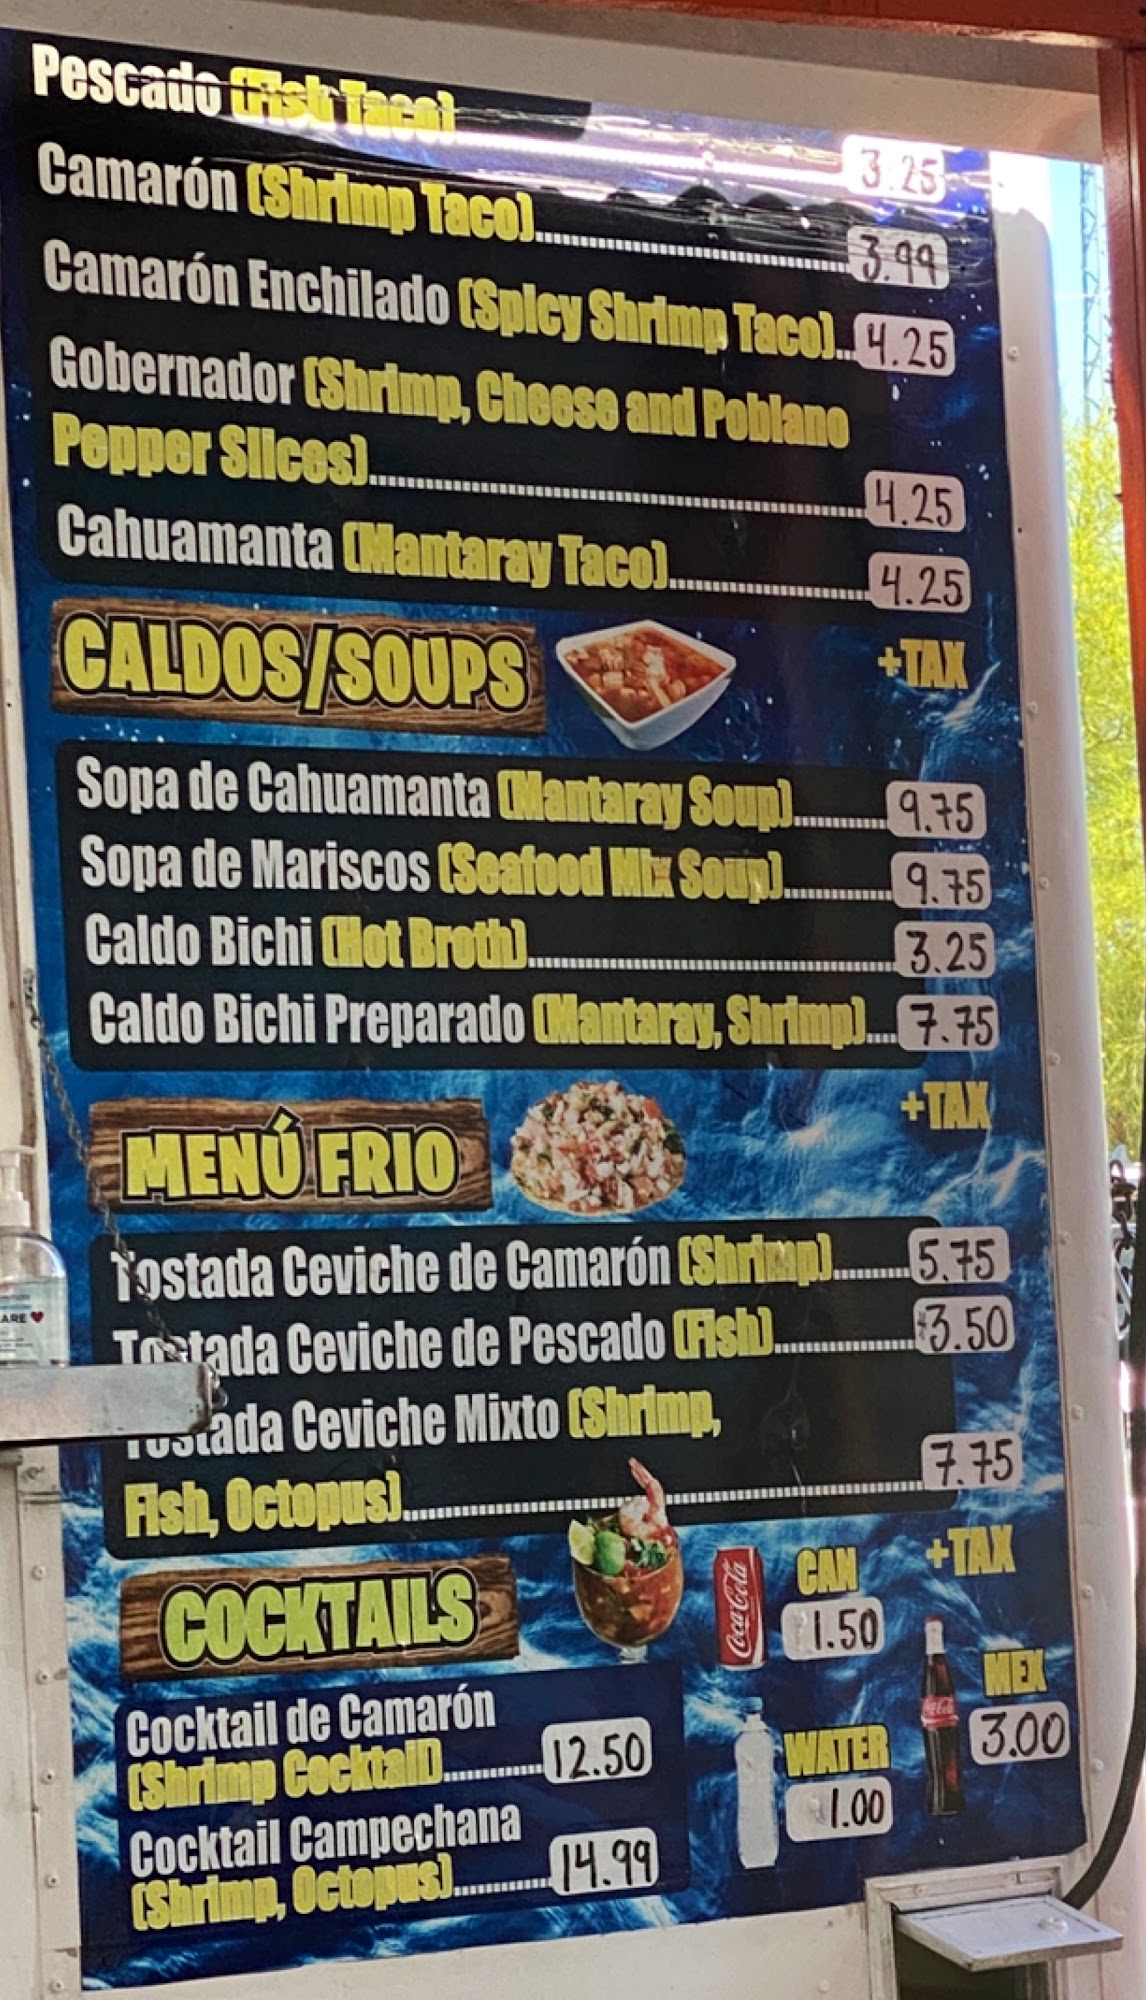 Pescado (Fish Taco) 3.25
Camarón (Shrimp Taco) 3.99
Camarón Enchilado (Spicy Shrimp Taco) 4.25
Gobernador (Shrimp, Cheese and Poblano
Pepper Slices) 4.25
Cahuamanta (Mantaray Taco) 4.25
CALDOS/SOUPS +TAX
Sopa de Cahuamanta (Mantaray Soup) 9.75
Sopa de Mariscos (Seafood Mix Soup) 9.75
Caldo Bichi (Hot Broth) 3.25
Caldo Bichi Preparado (Mantaray, Shrimp) 7.75
+TAX
MENÚ FRIO
Tostada Ceviche de Camarón (Shrimp) 5.75
Tostada Ceviche de Pescado (Fish) 3.50
Tostada Ceviche Mixto (Shrimp,
Fish, Octopus) 7.75
+TAX
COCKTAILS
Cocktail de Camarón
(Shrimp Cocktail) 12.50
Cocktail Campechana
(Shrimp, Octopus) 14.99
Coca-Cola
CAN
1.50
Coca-Cola
MEX
3.00
WATER
1.00
ARE